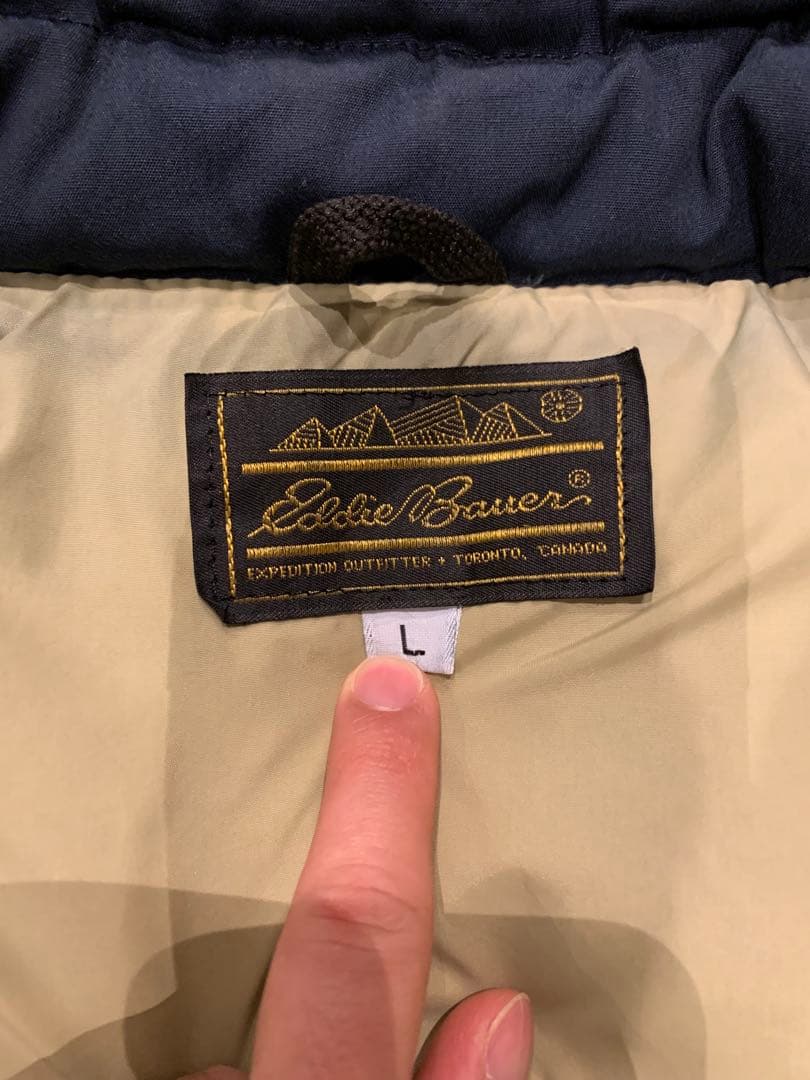 Eddie Bauer®
EXPEDITION OUTFITTER + TORONTO, CANADA
L